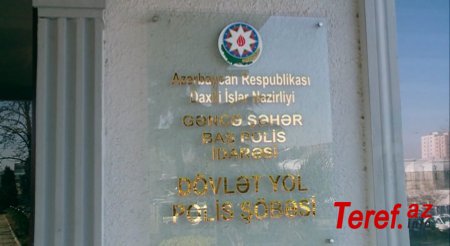 Azərbaycan Respublikası
Daxili İşlər Nazirliyi
GƏNCƏ ŞƏHƏR
BAŞ POLİS
İDARƏSİ
DÖVLƏT YOL
POLİS ŞÖBƏSİ
Teref.az